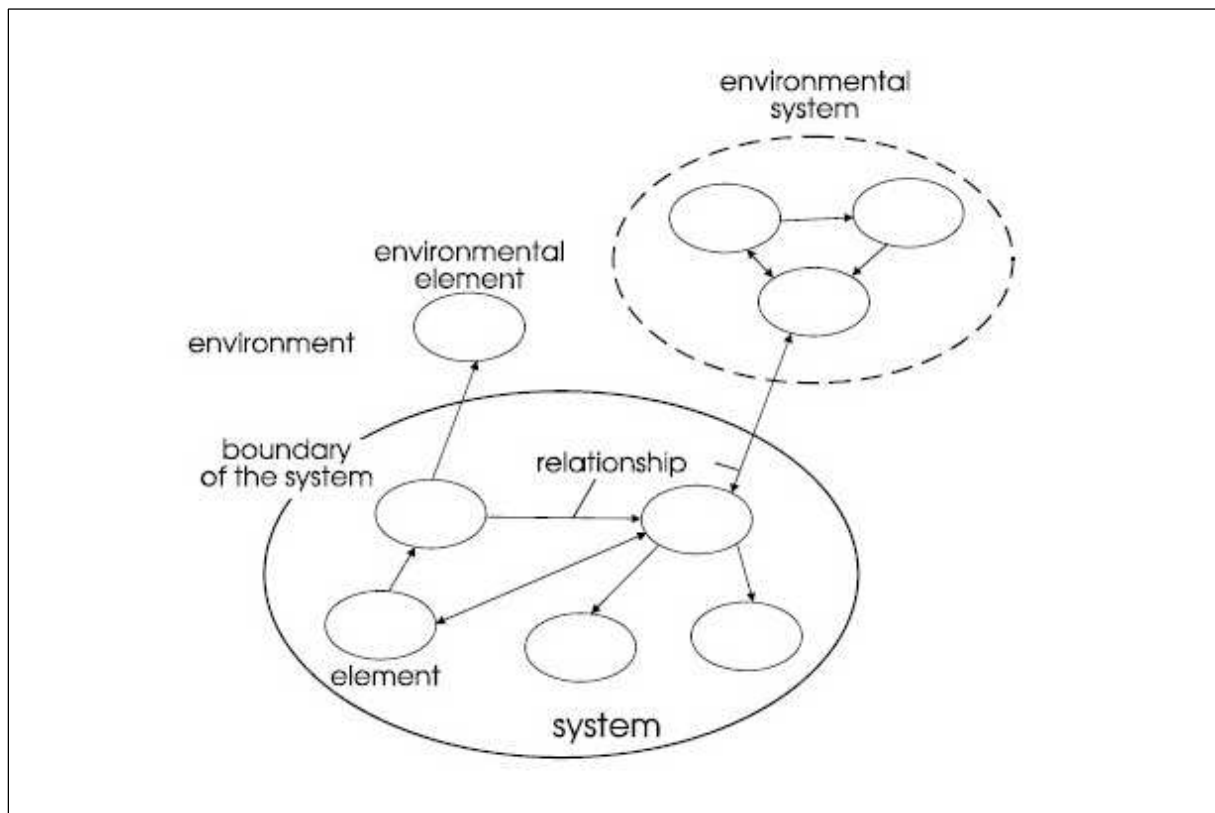 environmental
system
environmental
element
environment
boundary
of the system
relationship
element
system